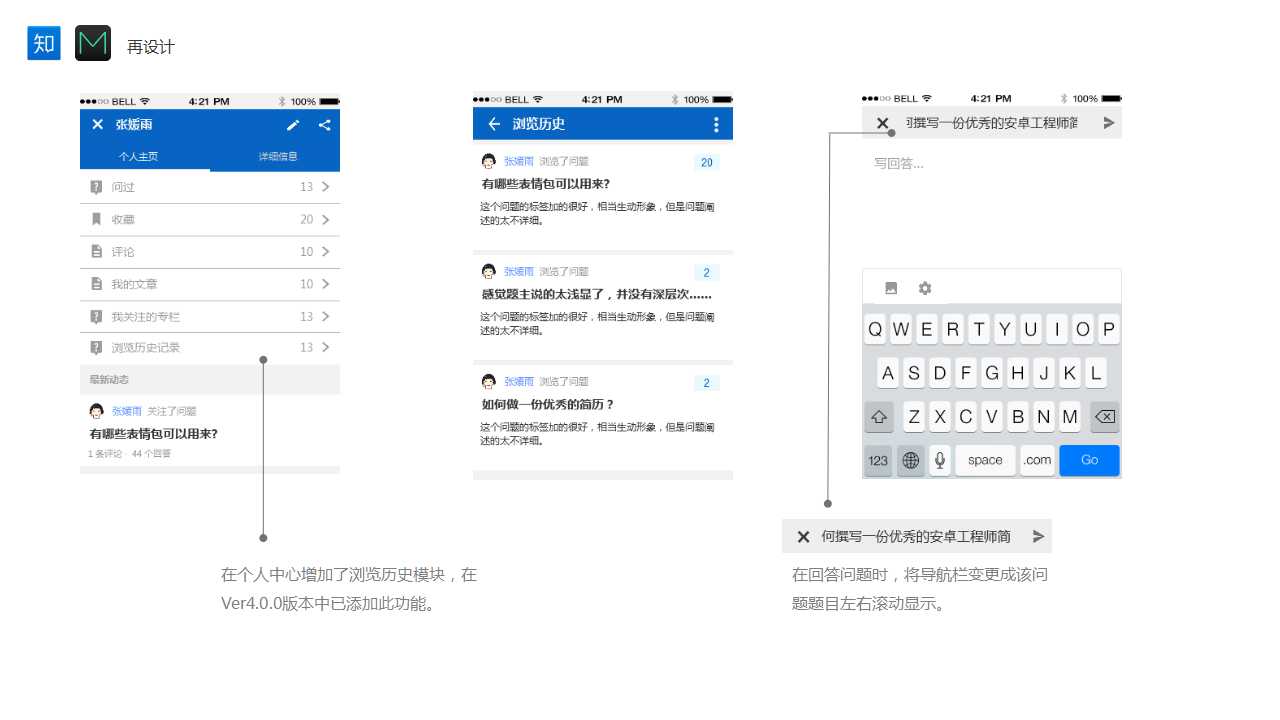 知
再设计
BELL 4:21 PM 100%
张媛雨
个人主页 详细信息
问过 13
收藏 20
评论 10
我的文章 10
我关注的专栏 13
浏览历史记录 13
最新动态
张媛雨 关注了问题
有哪些表情包可以用来?
1 条评论 · 44 个回答
在个人中心增加了浏览历史模块，在
Ver4.0.0版本中已添加此功能。
BELL 4:21 PM 100%
浏览历史
张媛雨 浏览了问题 20
有哪些表情包可以用来?
这个问题的标签加的很好，相当生动形象，但是问题阐
述的太不详细。
张媛雨 浏览了问题 2
感觉题主说的太浅显了，并没有深层次......
这个问题的标签加的很好，相当生动形象，但是问题阐
述的太不详细。
张媛雨 浏览了问题 2
如何做一份优秀的简历？
这个问题的标签加的很好，相当生动形象，但是问题阐
述的太不详细。
BELL 4:21 PM 100%
何撰写一份优秀的安卓工程师简
写回答...
Q W E R T Y U I O P
A S D F G H J K L
Z X C V B N M
123 space .com Go
何撰写一份优秀的安卓工程师简
在回答问题时，将导航栏变更成该问
题题目左右滚动显示。